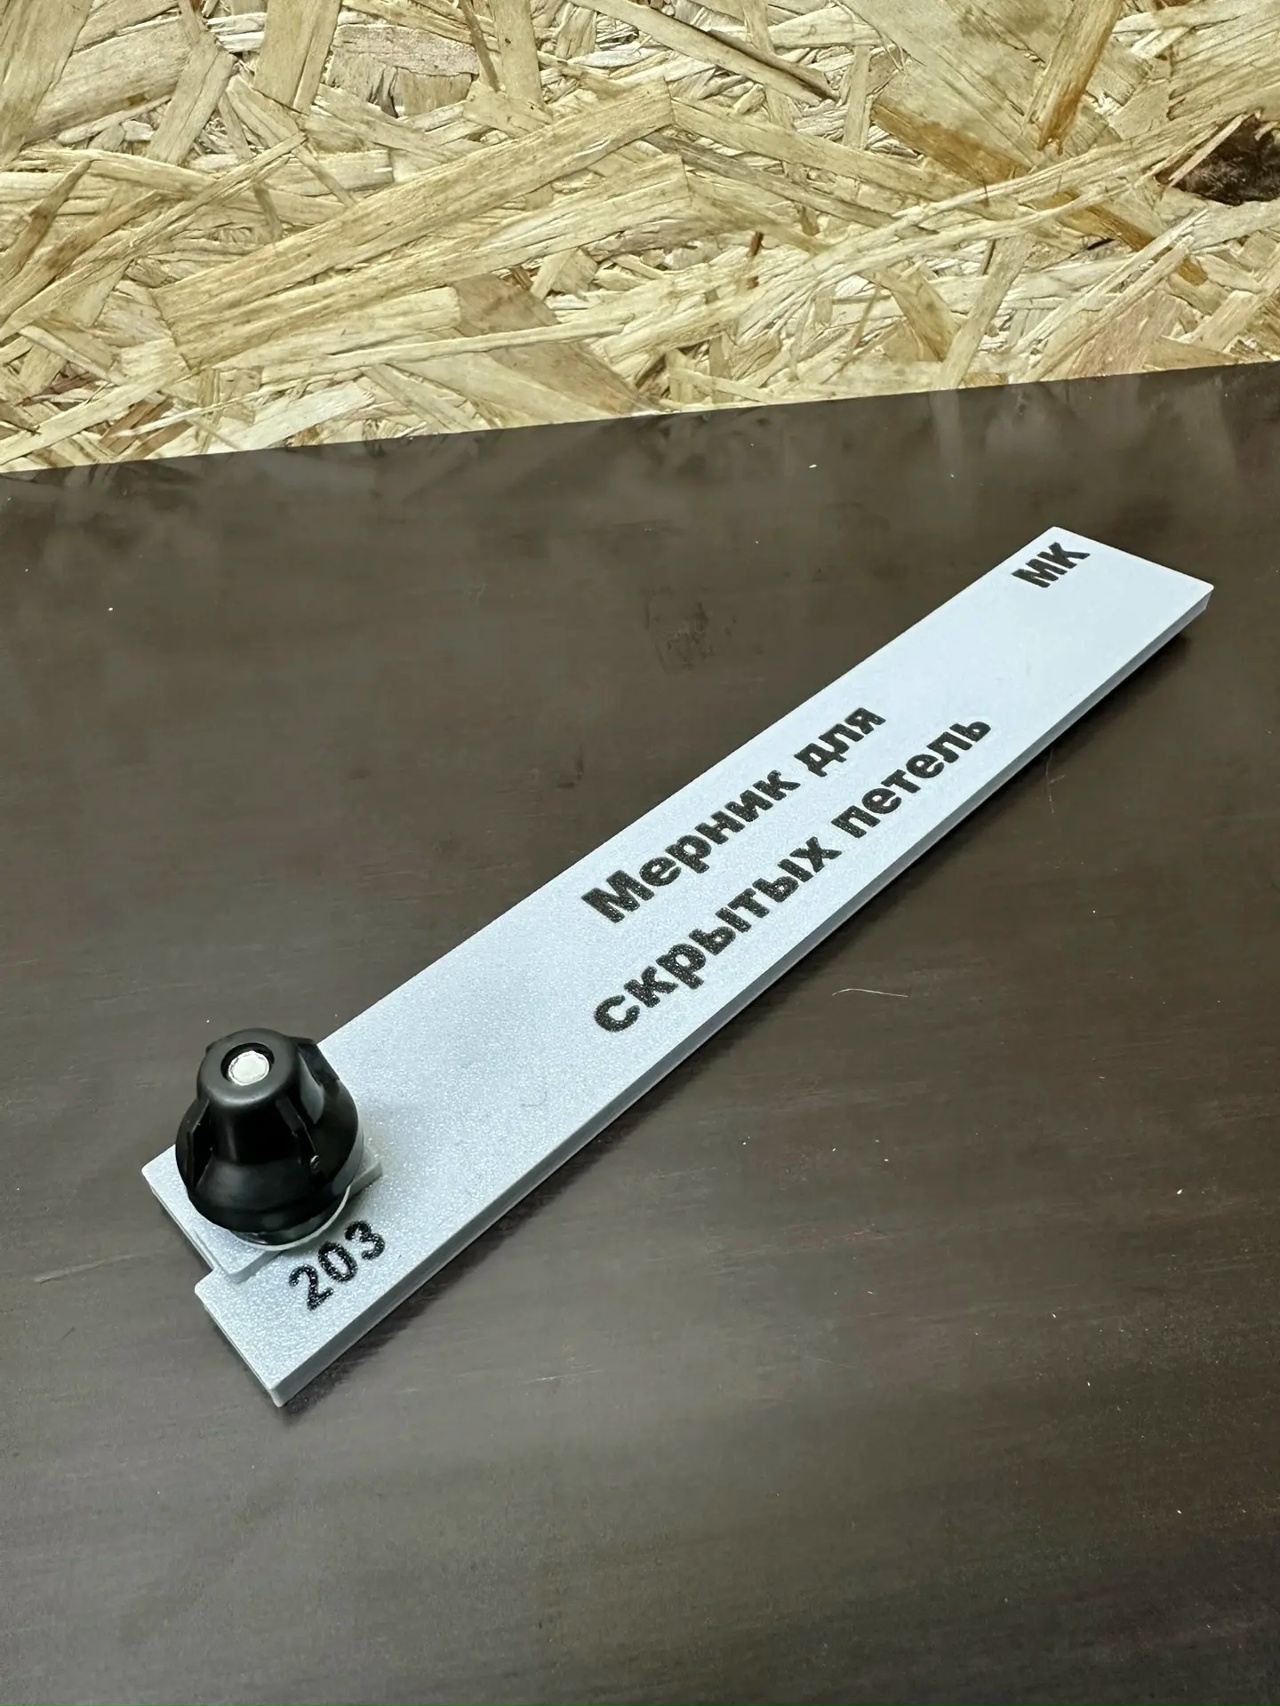 МК
Мерник для
скрытых петель
203